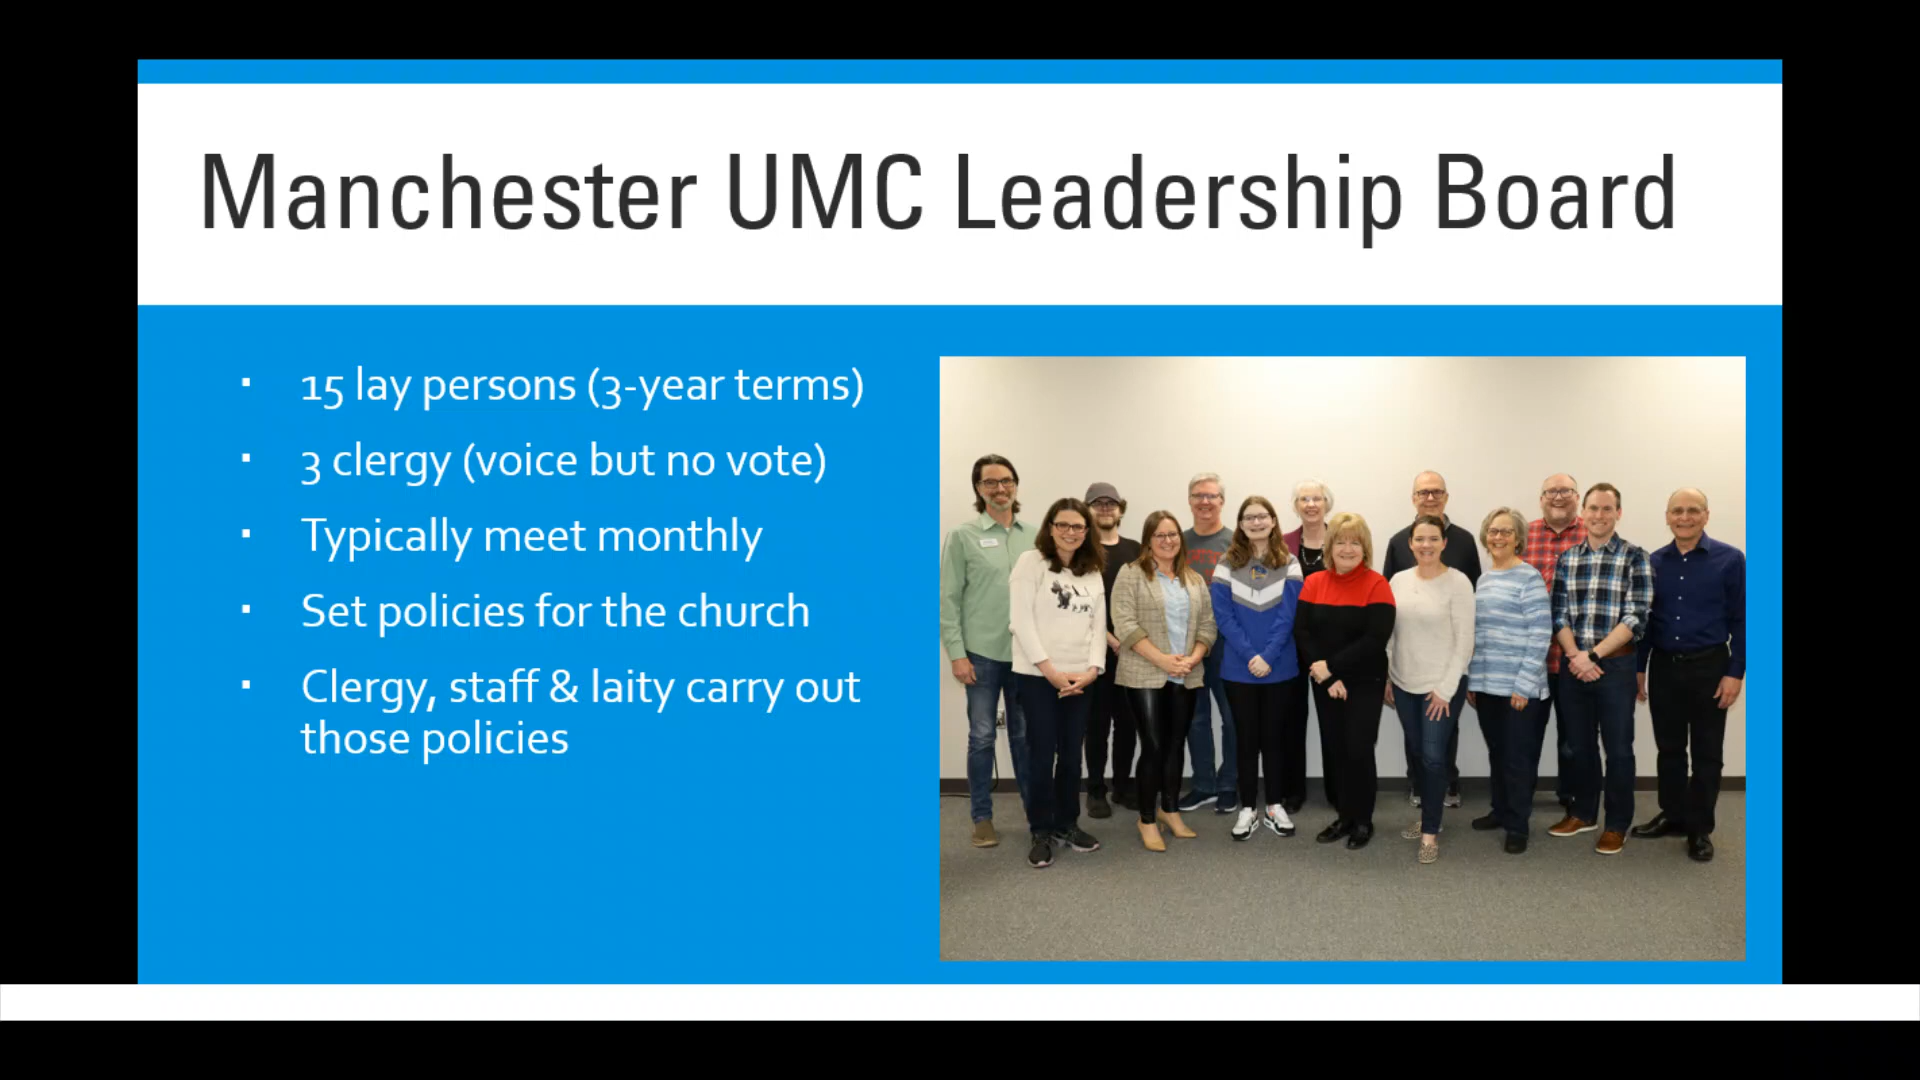 Manchester UMC Leadership Board
▪ 15 lay persons (3-year terms)
▪ 3 clergy (voice but no vote)
▪ Typically meet monthly
▪ Set policies for the church
▪ Clergy, staff & laity carry out
those policies